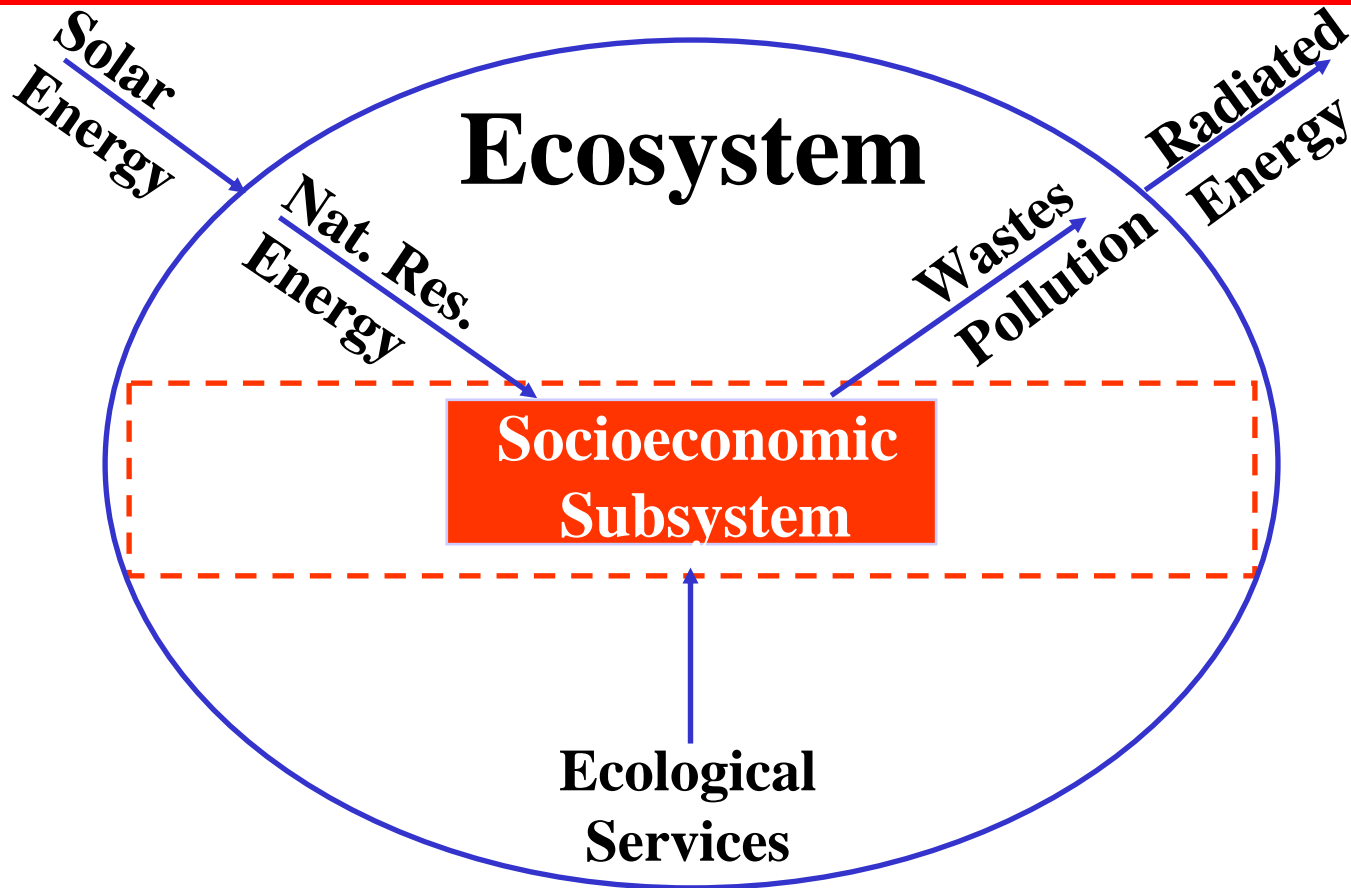 Solar
Energy
Ecosystem
Radiated
Energy
Nat. Res.
Energy
Wastes
Pollution
Socioeconomic
Subsystem
Ecological
Services